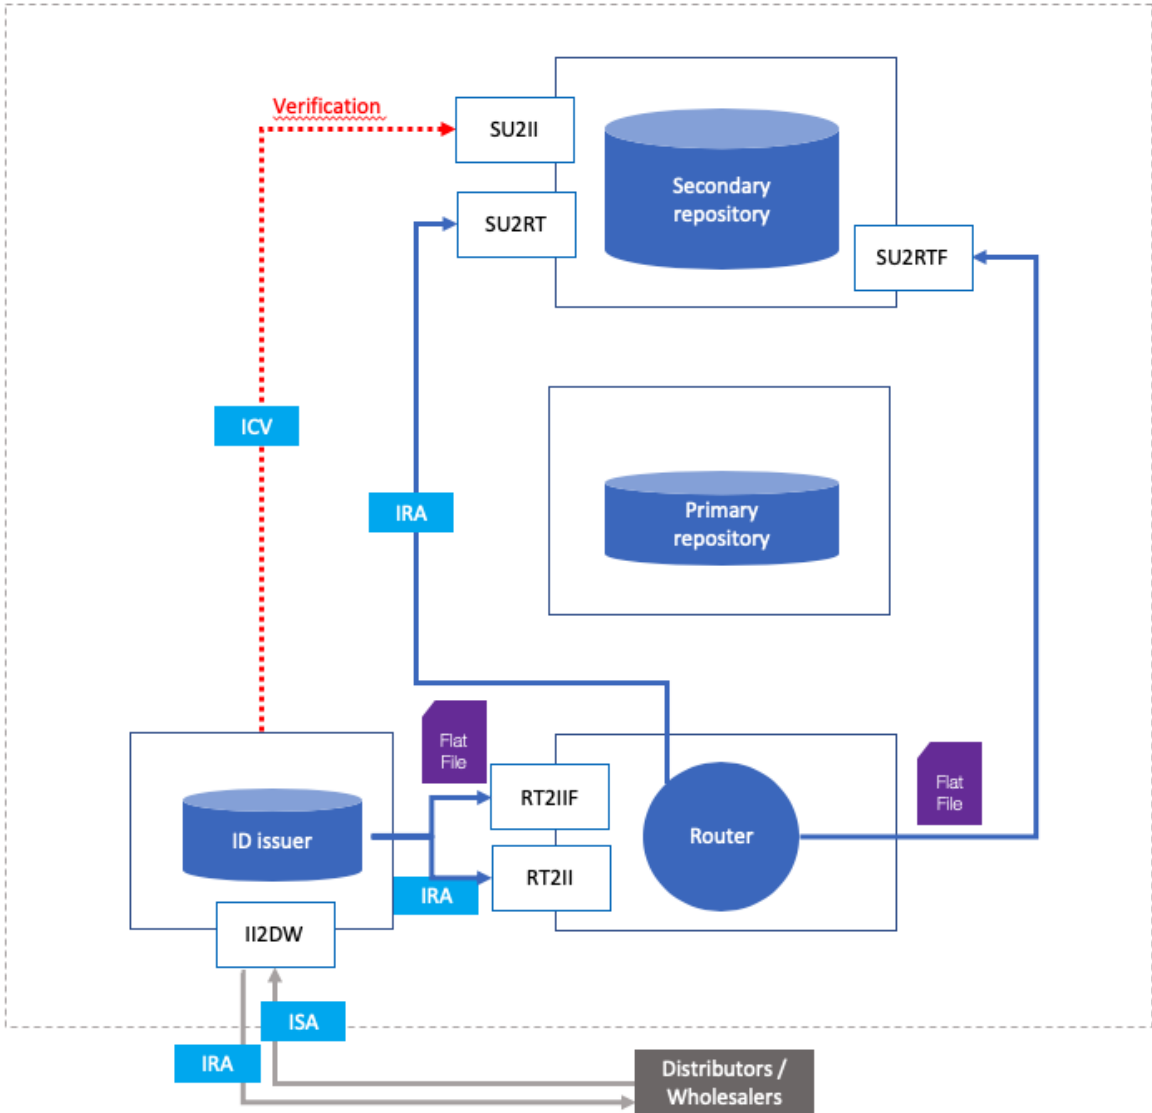 Verification
SU2II
Secondary
repository
SU2RT
SU2RTF
ICV
IRA
Primary
repository
Flat
File
RT2IIF
Flat
File
ID issuer
Router
RT2II
IRA
II2DW
ISA
IRA
Distributors /
Wholesalers